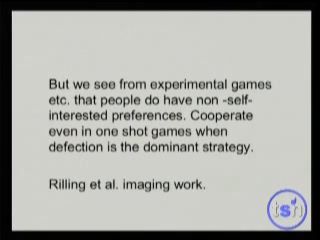 But we see from experimental games
etc. that people do have non -self-
interested preferences. Cooperate
even in one shot games when
defection is the dominant strategy.
Rilling et al. imaging work.
tsn